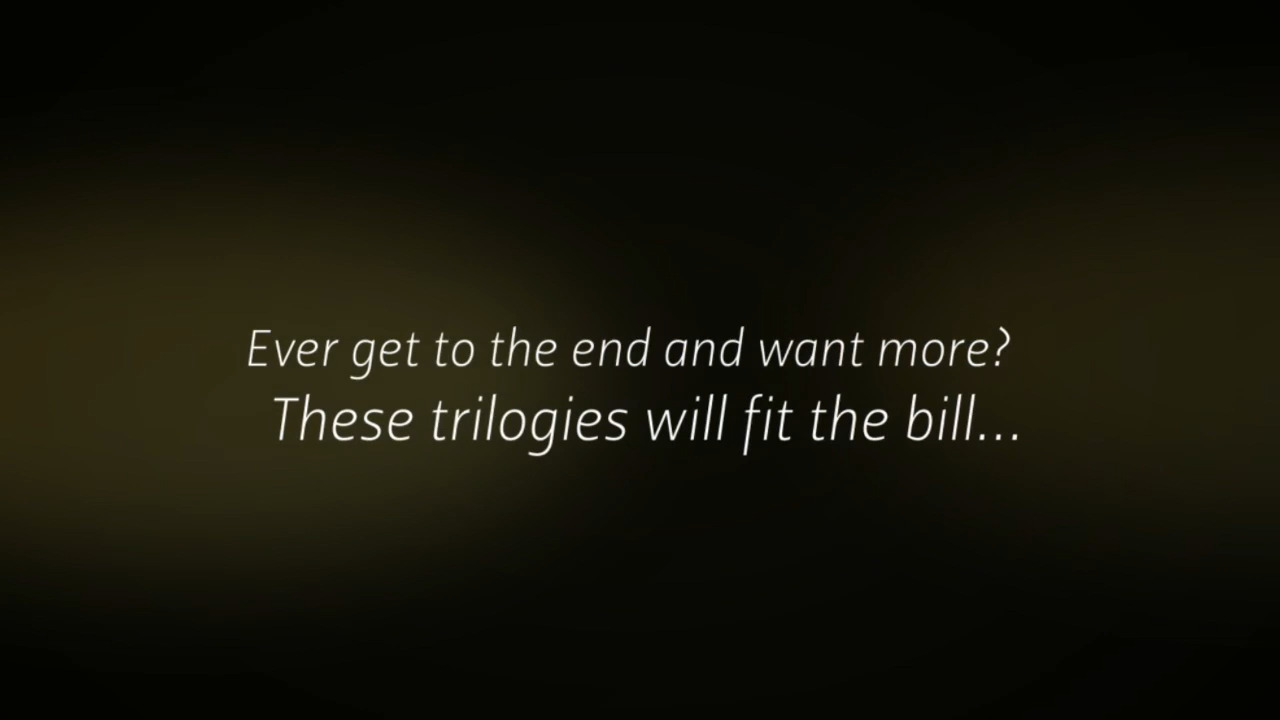 Ever get to the end and want more?
These trilogies will fit the bill...